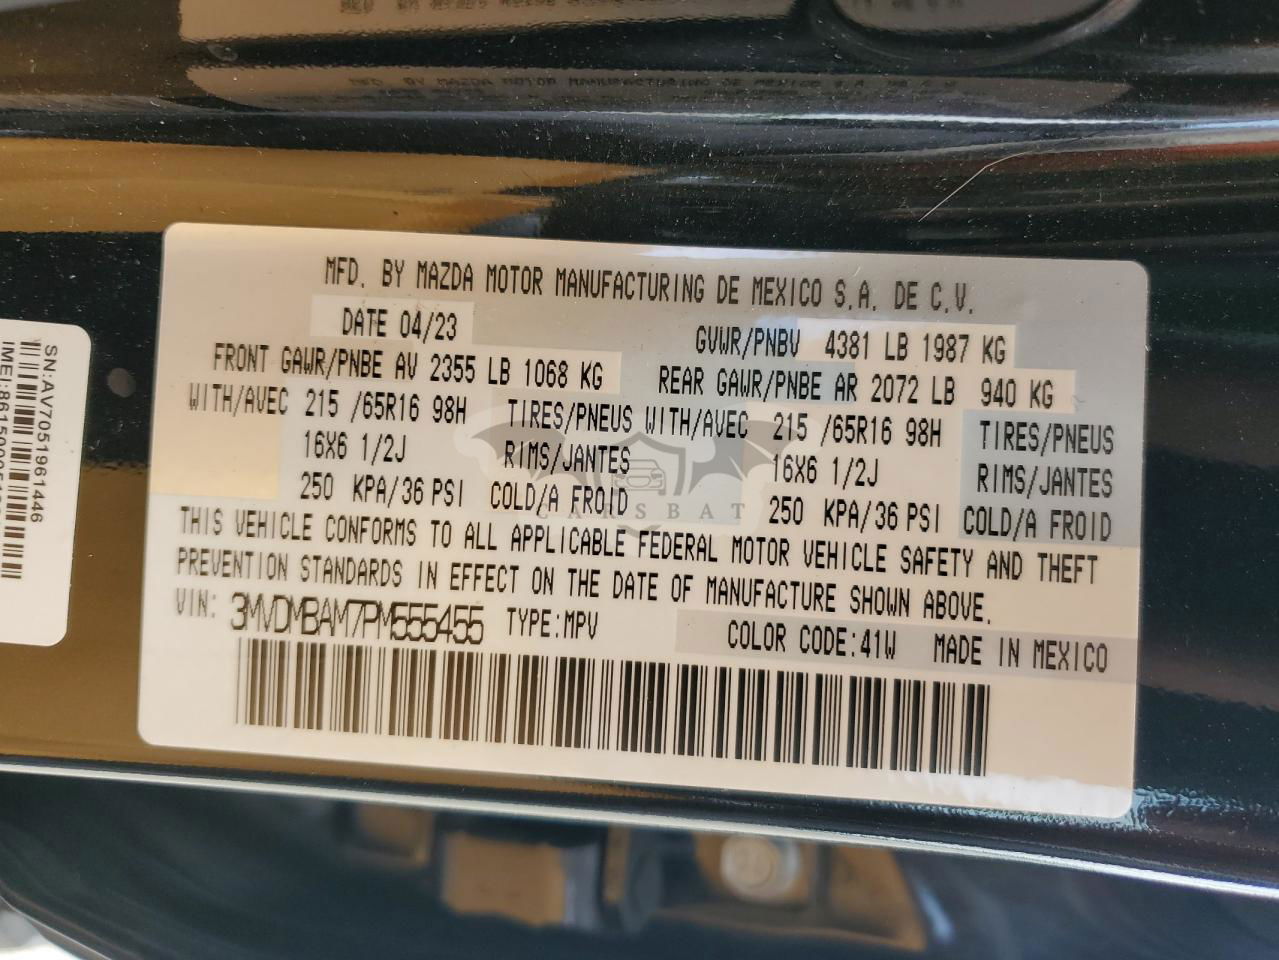 MFD. BY MAZDA MOTOR MANUFACTURING DE MEXICO S.A. DE C.V.
DATE 04/23 GVWR/PNBV 4381 LB 1987 KG
FRONT GAWR/PNBE AV 2355 LB 1068 KG REAR GAWR/PNBE AR 2072 LB 940 KG
WITH/AVEC 215 /65R16 98H TIRES/PNEUS WITH/AVEC 215 /65R16 98H TIRES/PNEUS
16X6 1/2J RIMS/JANTES 16X6 1/2J RIMS/JANTES
250 KPA/36 PSI COLD/A FROID 250 KPA/36 PSI COLD/A FROID
CARSBAT
THIS VEHICLE CONFORMS TO ALL APPLICABLE FEDERAL MOTOR VEHICLE SAFETY AND THEFT
PREVENTION STANDARDS IN EFFECT ON THE DATE OF MANUFACTURE SHOWN ABOVE.
VIN: 3MVDMBAM7PM555455 TYPE:MPV COLOR CODE:41W MADE IN MEXICO
SN:AV7051961446